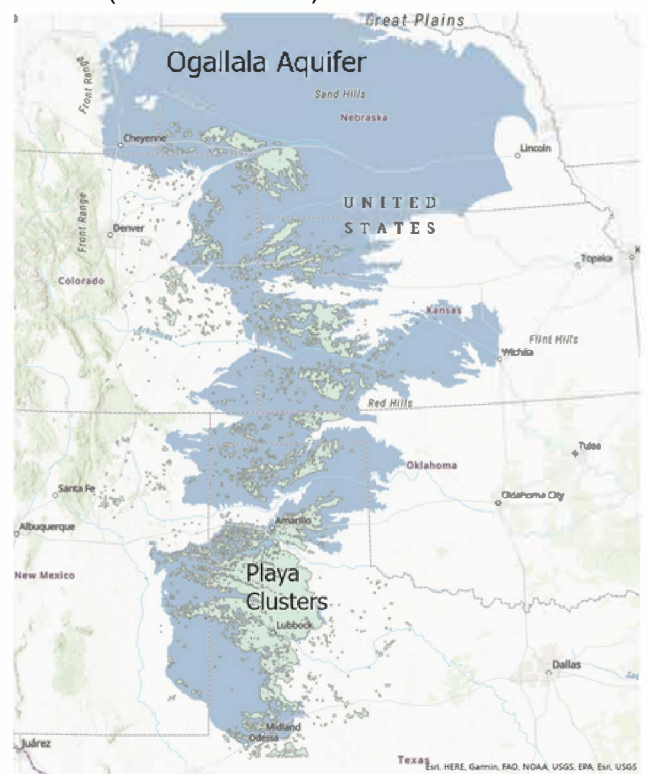 Great Plains
Ogallala Aquifer
Front Range
Sand Hills
Nebraska
Cheyenne
Lincoln
UNITED
STATES
Front Range
Denver
Topeka
Colorado
Kansas
Arkansas
Flint Hills
Wichita
Red Hills
Tulsa
Oklahoma
Santa Fe
Oklahoma City
Amarillo
Albuquerque
Playa
Clusters
New Mexico
Lubbock
Dallas
Midland
Odessa
Juárez
Texas
Esri, HERE, Garmin, FAO, NOAA, USGS, EPA, Esri, USGS